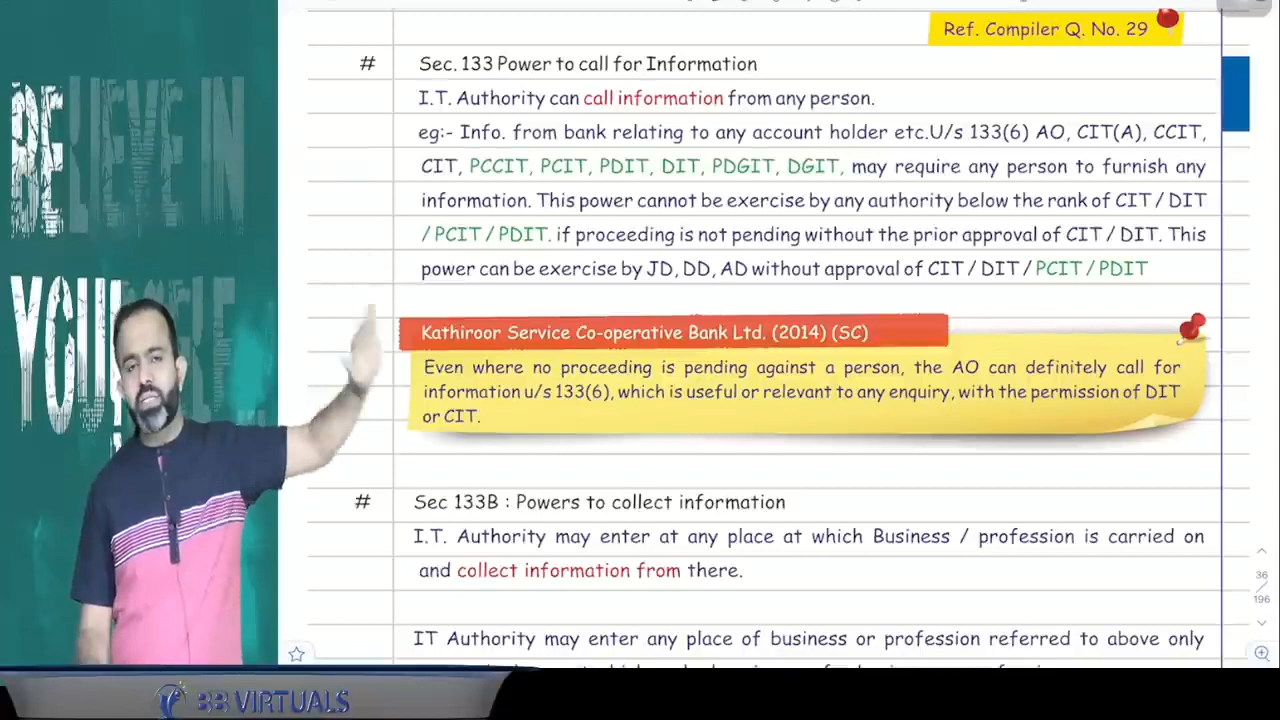 Ref. Compiler Q. No. 29
# Sec. 133 Power to call for Information
I.T. Authority can call information from any person.
eg:- Info. from bank relating to any account holder etc.U/s 133(6) AO, CIT(A), CCIT,
CIT, PCCIT, PCIT, PDIT, DIT, PDGIT, DGIT, may require any person to furnish any
information. This power cannot be exercise by any authority below the rank of CIT / DIT
/ PCIT / PDIT. if proceeding is not pending without the prior approval of CIT / DIT. This
power can be exercise by JD, DD, AD without approval of CIT / DIT / PCIT / PDIT
Kathiroor Service Co-operative Bank Ltd. (2014) (SC)
Even where no proceeding is pending against a person, the AO can definitely call for
information u/s 133(6), which is useful or relevant to any enquiry, with the permission of DIT
or CIT.
# Sec 133B : Powers to collect information
I.T. Authority may enter at any place at which Business / profession is carried on
and collect information from there.
IT Authority may enter any place of business or profession referred to above only
36
196
BELIEVE IN
BB VIRTUALS